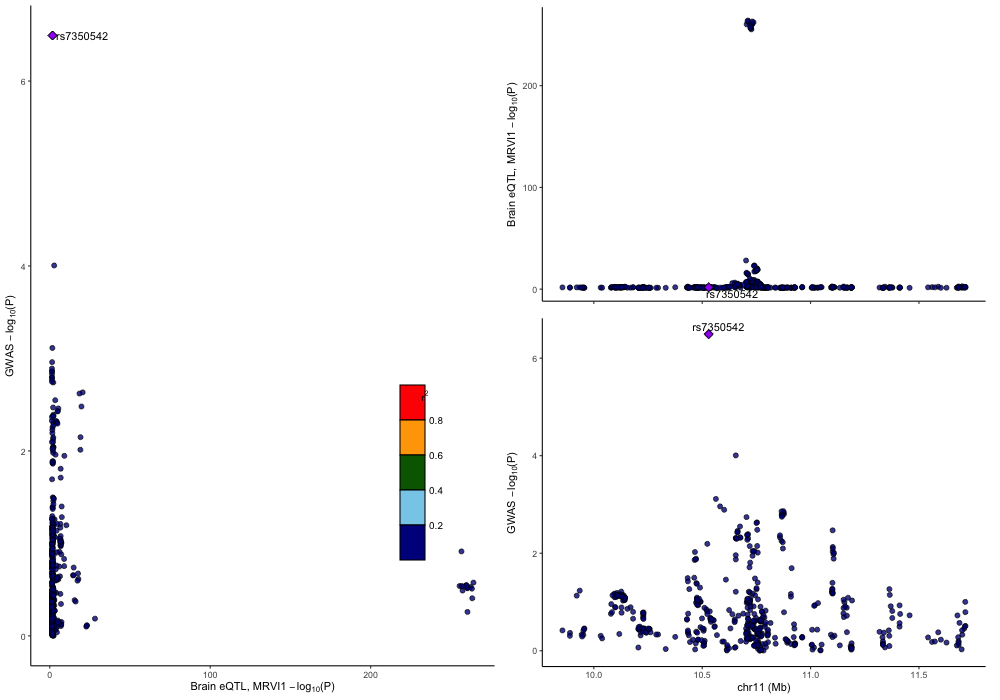 rs7350542
6
4
2
0
GWAS − log10(P)
0
100
200
Brain eQTL, MRVI1 − log10(P)
r2
0.8
0.6
0.4
0.2
200
100
0
Brain eQTL, MRVI1 − log10(P)
rs7350542
rs7350542
6
4
2
0
GWAS − log10(P)
10.0
10.5
11.0
11.5
chr11 (Mb)